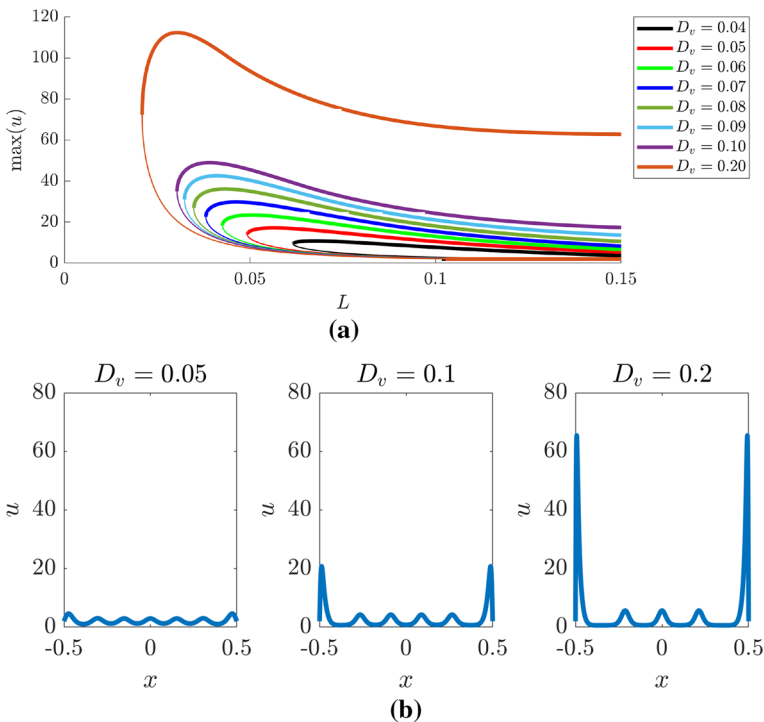 120
100
80
60
40
20
0
max(u)
0 0.05 0.1 0.15
L
D_v = 0.04
D_v = 0.05
D_v = 0.06
D_v = 0.07
D_v = 0.08
D_v = 0.09
D_v = 0.10
D_v = 0.20
(a)
D_v = 0.05
80
60
40
20
0
u
-0.5 0 0.5
x
D_v = 0.1
80
60
40
20
0
u
-0.5 0 0.5
x
D_v = 0.2
80
60
40
20
0
u
-0.5 0 0.5
x
(b)